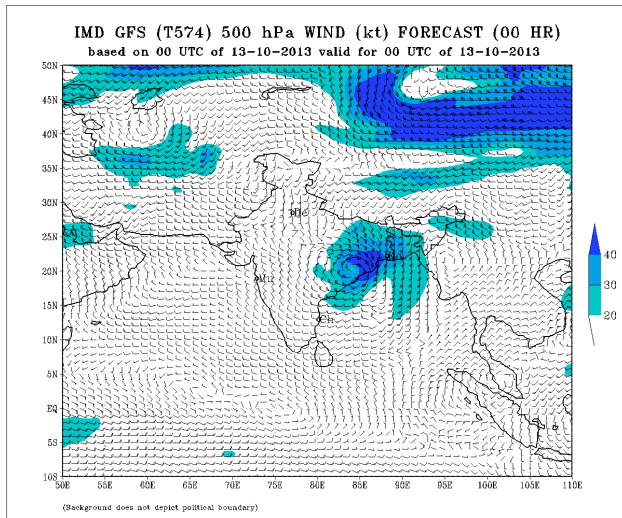 IMD GFS (T574) 500 hPa WIND (kt) FORECAST (00 HR)
based on 00 UTC of 13-10-2013 valid for 00 UTC of 13-10-2013
50N
45N
40N
35N
30N
25N
20N
15N
10N
5N
EQ
5S
10S
De
Mu
Ch
40
30
20
50E 55E 60E 65E 70E 75E 80E 85E 90E 95E 100E 105E 110E
(Background does not depict political boundary)